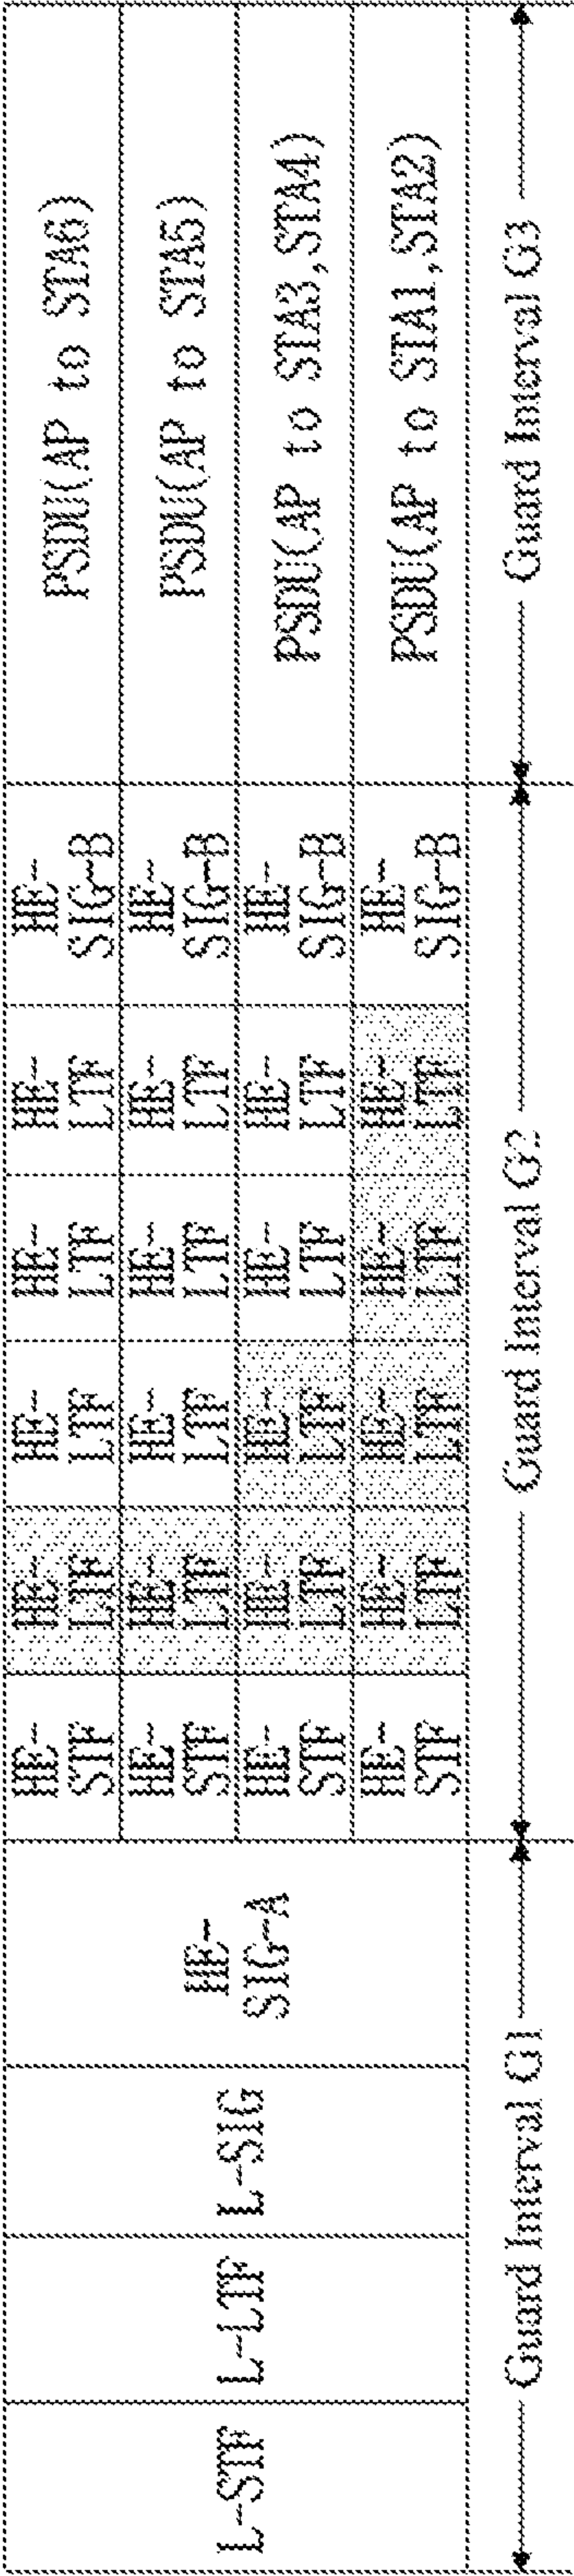 L-STF
L-LTF
L-SIG
HE-
SIG-A
HE-
STF
HE-
LTF
HE-
LTF
HE-
LTF
HE-
LTF
HE-
SIG-B
PSDU(AP to STA6)
HE-
STF
HE-
LTF
HE-
LTF
HE-
LTF
HE-
LTF
HE-
SIG-B
PSDU(AP to STA5)
HE-
STF
HE-
LTF
HE-
LTF
HE-
LTF
HE-
LTF
HE-
SIG-B
PSDU(AP to STA3,STA4)
HE-
STF
HE-
LTF
HE-
LTF
HE-
LTF
HE-
LTF
HE-
SIG-B
PSDU(AP to STA1,STA2)
Guard Interval G1
Guard Interval G2
Guard Interval G3